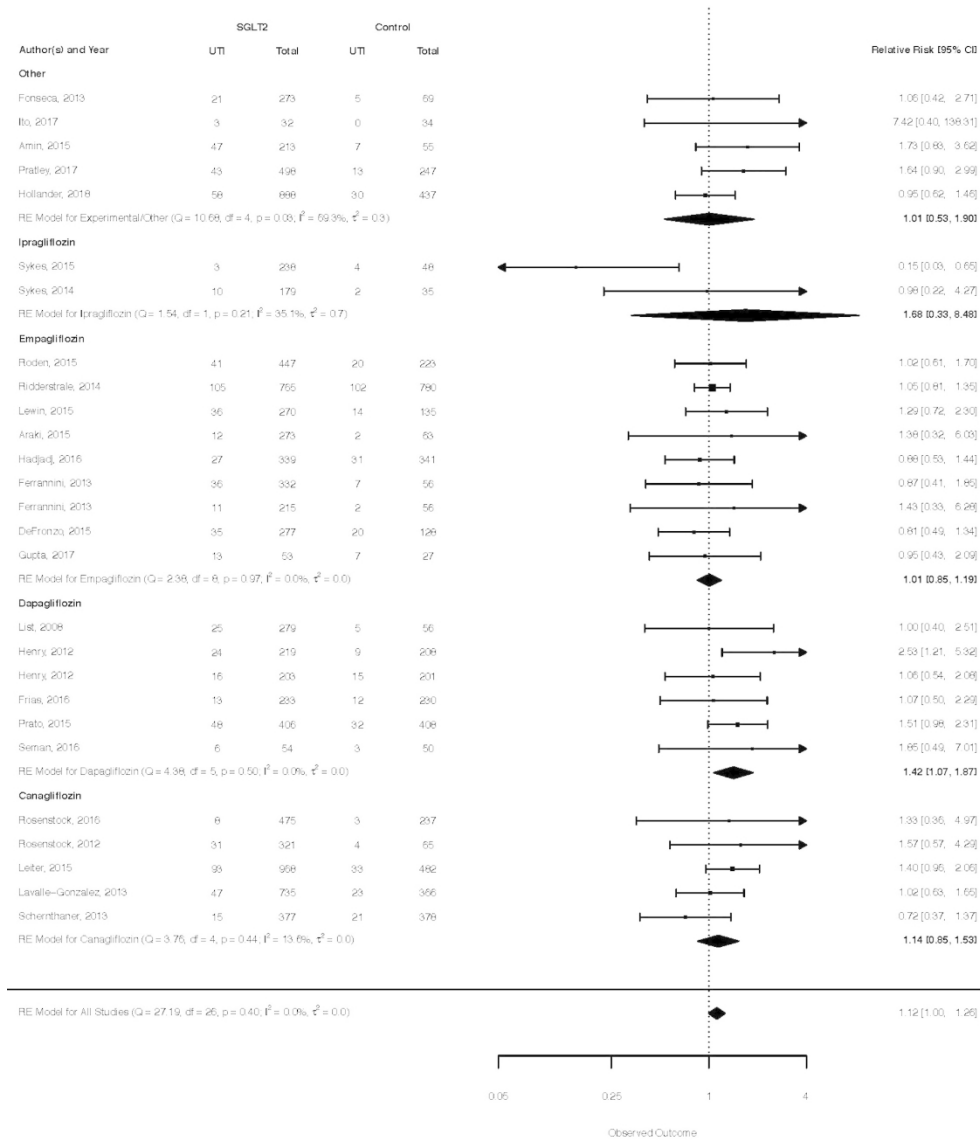 SGLT2 Control
Author(s) and Year UTI Total UTI Total Relative Risk [95% CI]
Other
Fonseca, 2013 21 273 5 69 1.06 [0.42, 2.71]
Ito, 2017 3 32 0 34 7.42 [0.40, 138.31]
Amin, 2015 47 213 7 55 1.73 [0.83, 3.62]
Pratley, 2017 43 498 13 247 1.64 [0.90, 2.99]
Hollander, 2018 58 888 30 437 0.95 [0.62, 1.46]
RE Model for Experimental/Other (Q = 10.68, df = 4, p = 0.03; I² = 69.3%, τ² = 0.3) 1.01 [0.53, 1.90]
Ipragliflozin
Sykes, 2015 3 238 4 48 0.15 [0.03, 0.65]
Sykes, 2014 10 179 2 35 0.98 [0.22, 4.27]
RE Model for Ipragliflozin (Q = 1.54, df = 1, p = 0.21; I² = 35.1%, τ² = 0.7) 1.68 [0.33, 8.48]
Empagliflozin
Roden, 2015 41 447 20 223 1.02 [0.61, 1.70]
Ridderstrale, 2014 105 765 102 780 1.05 [0.81, 1.35]
Lewin, 2015 36 270 14 135 1.29 [0.72, 2.30]
Araki, 2015 12 273 2 63 1.38 [0.32, 6.03]
Hadjadj, 2016 27 339 31 341 0.88 [0.53, 1.44]
Ferrannini, 2013 36 332 7 56 0.87 [0.41, 1.85]
Ferrannini, 2013 11 215 2 56 1.43 [0.33, 6.28]
DeFronzo, 2015 35 277 20 128 0.81 [0.49, 1.34]
Gupta, 2017 13 53 7 27 0.95 [0.43, 2.09]
RE Model for Empagliflozin (Q = 2.38, df = 8, p = 0.97; I² = 0.0%, τ² = 0.0) 1.01 [0.85, 1.19]
Dapagliflozin
List, 2008 25 279 5 56 1.00 [0.40, 2.51]
Henry, 2012 24 219 9 208 2.53 [1.21, 5.32]
Henry, 2012 16 203 15 201 1.06 [0.54, 2.08]
Frias, 2016 13 233 12 230 1.07 [0.50, 2.29]
Prato, 2015 48 406 32 408 1.51 [0.98, 2.31]
Seman, 2016 6 54 3 50 1.85 [0.49, 7.01]
RE Model for Dapagliflozin (Q = 4.38, df = 5, p = 0.50; I² = 0.0%, τ² = 0.0) 1.42 [1.07, 1.87]
Canagliflozin
Rosenstock, 2016 8 475 3 237 1.33 [0.36, 4.97]
Rosenstock, 2012 31 321 4 65 1.57 [0.57, 4.29]
Leiter, 2015 93 968 33 482 1.40 [0.96, 2.05]
Lavalle-Gonzalez, 2013 47 735 23 366 1.02 [0.63, 1.65]
Schernthaner, 2013 15 377 21 378 0.72 [0.37, 1.37]
RE Model for Canagliflozin (Q = 3.76, df = 4, p = 0.44; I² = 13.6%, τ² = 0.0) 1.14 [0.85, 1.53]
RE Model for All Studies (Q = 27.19, df = 26, p = 0.40; I² = 0.0%, τ² = 0.0) 1.12 [1.00, 1.26]
0.05 0.25 1 4
Observed Outcome